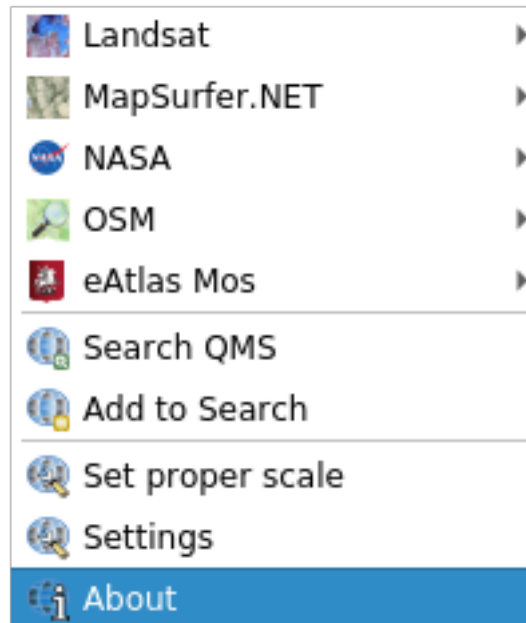 Landsat
MapSurfer.NET
NASA
OSM
eAtlas Mos
Search QMS
Add to Search
Set proper scale
Settings
About